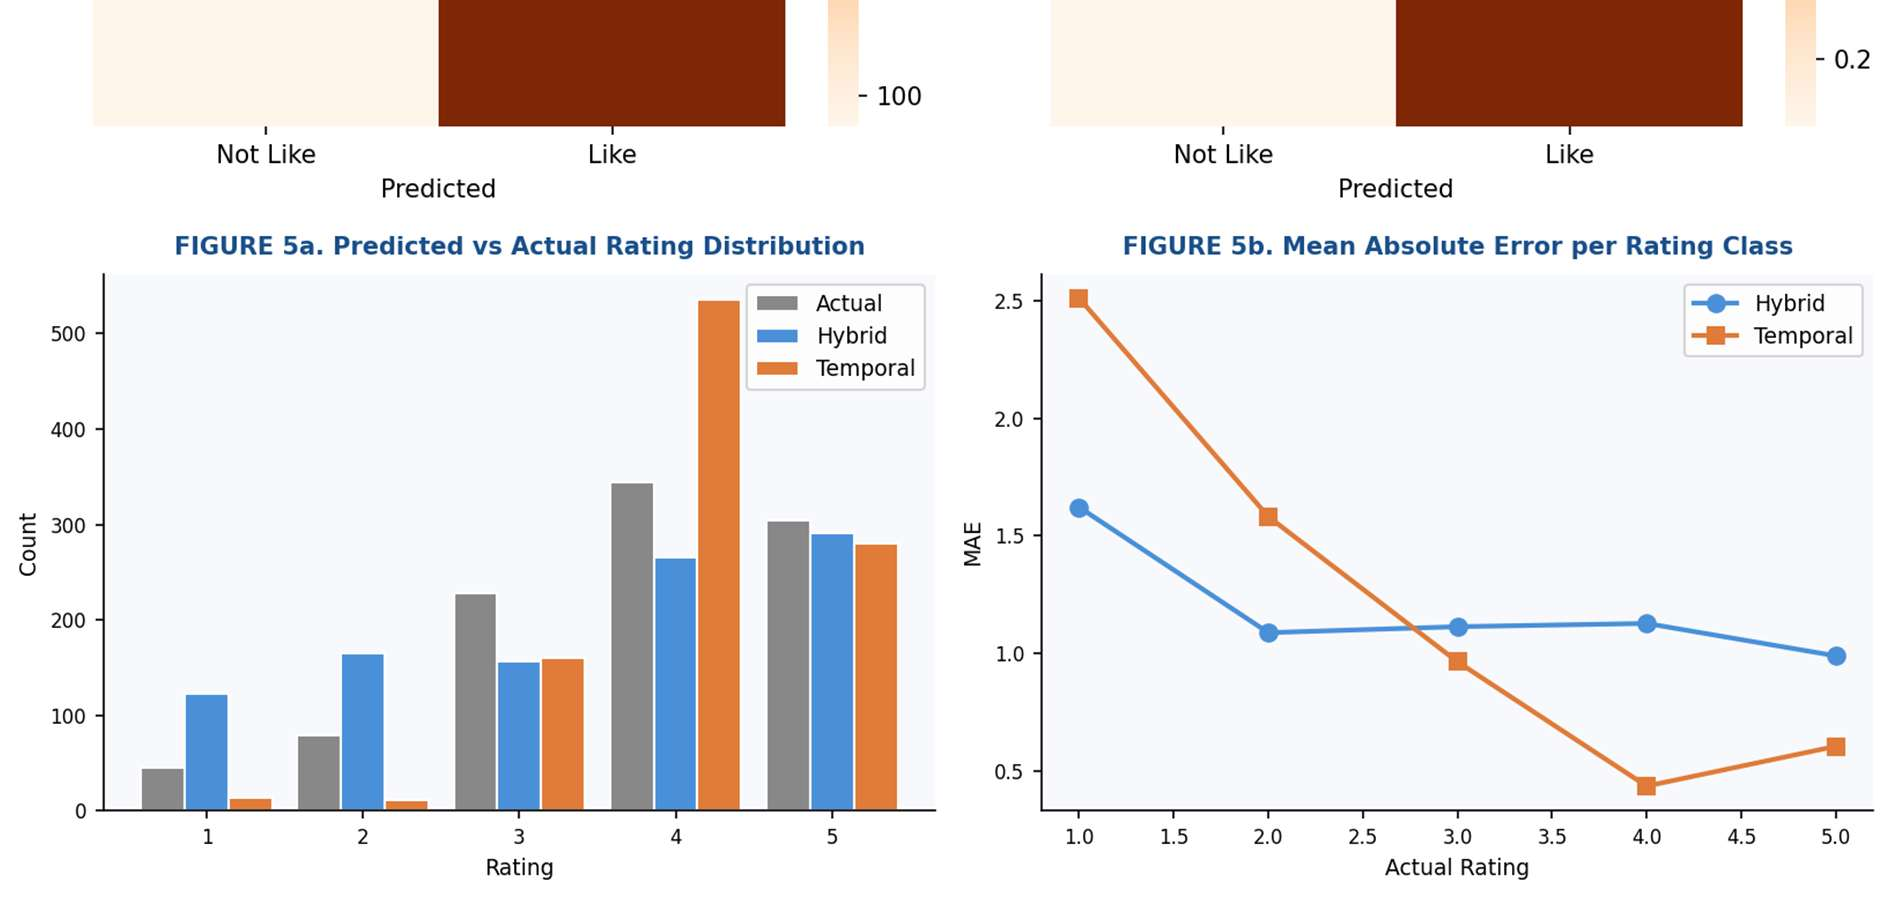 100
0.2
Not Like Like
Not Like Like
Predicted
Predicted
FIGURE 5a. Predicted vs Actual Rating Distribution
Actual
Hybrid
Temporal
500
400
300
200
100
0
Count
1 2 3 4 5
Rating
FIGURE 5b. Mean Absolute Error per Rating Class
Hybrid
Temporal
2.5
2.0
1.5
1.0
0.5
MAE
1.0 1.5 2.0 2.5 3.0 3.5 4.0 4.5 5.0
Actual Rating